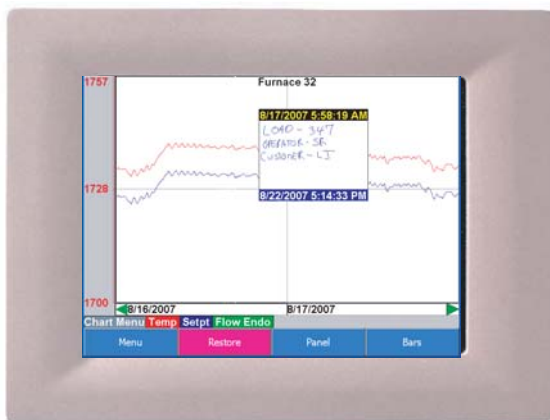 1757
Furnace 32
8/17/2007 5:58:19 AM
LOAD - 347
OPERATOR - SR
CUSTOMER - LI
1728
8/22/2007 5:14:33 PM
1700
8/16/2007 8/17/2007
Chart Menu Temp Setpt Flow Endo
Menu Restore Panel Bars